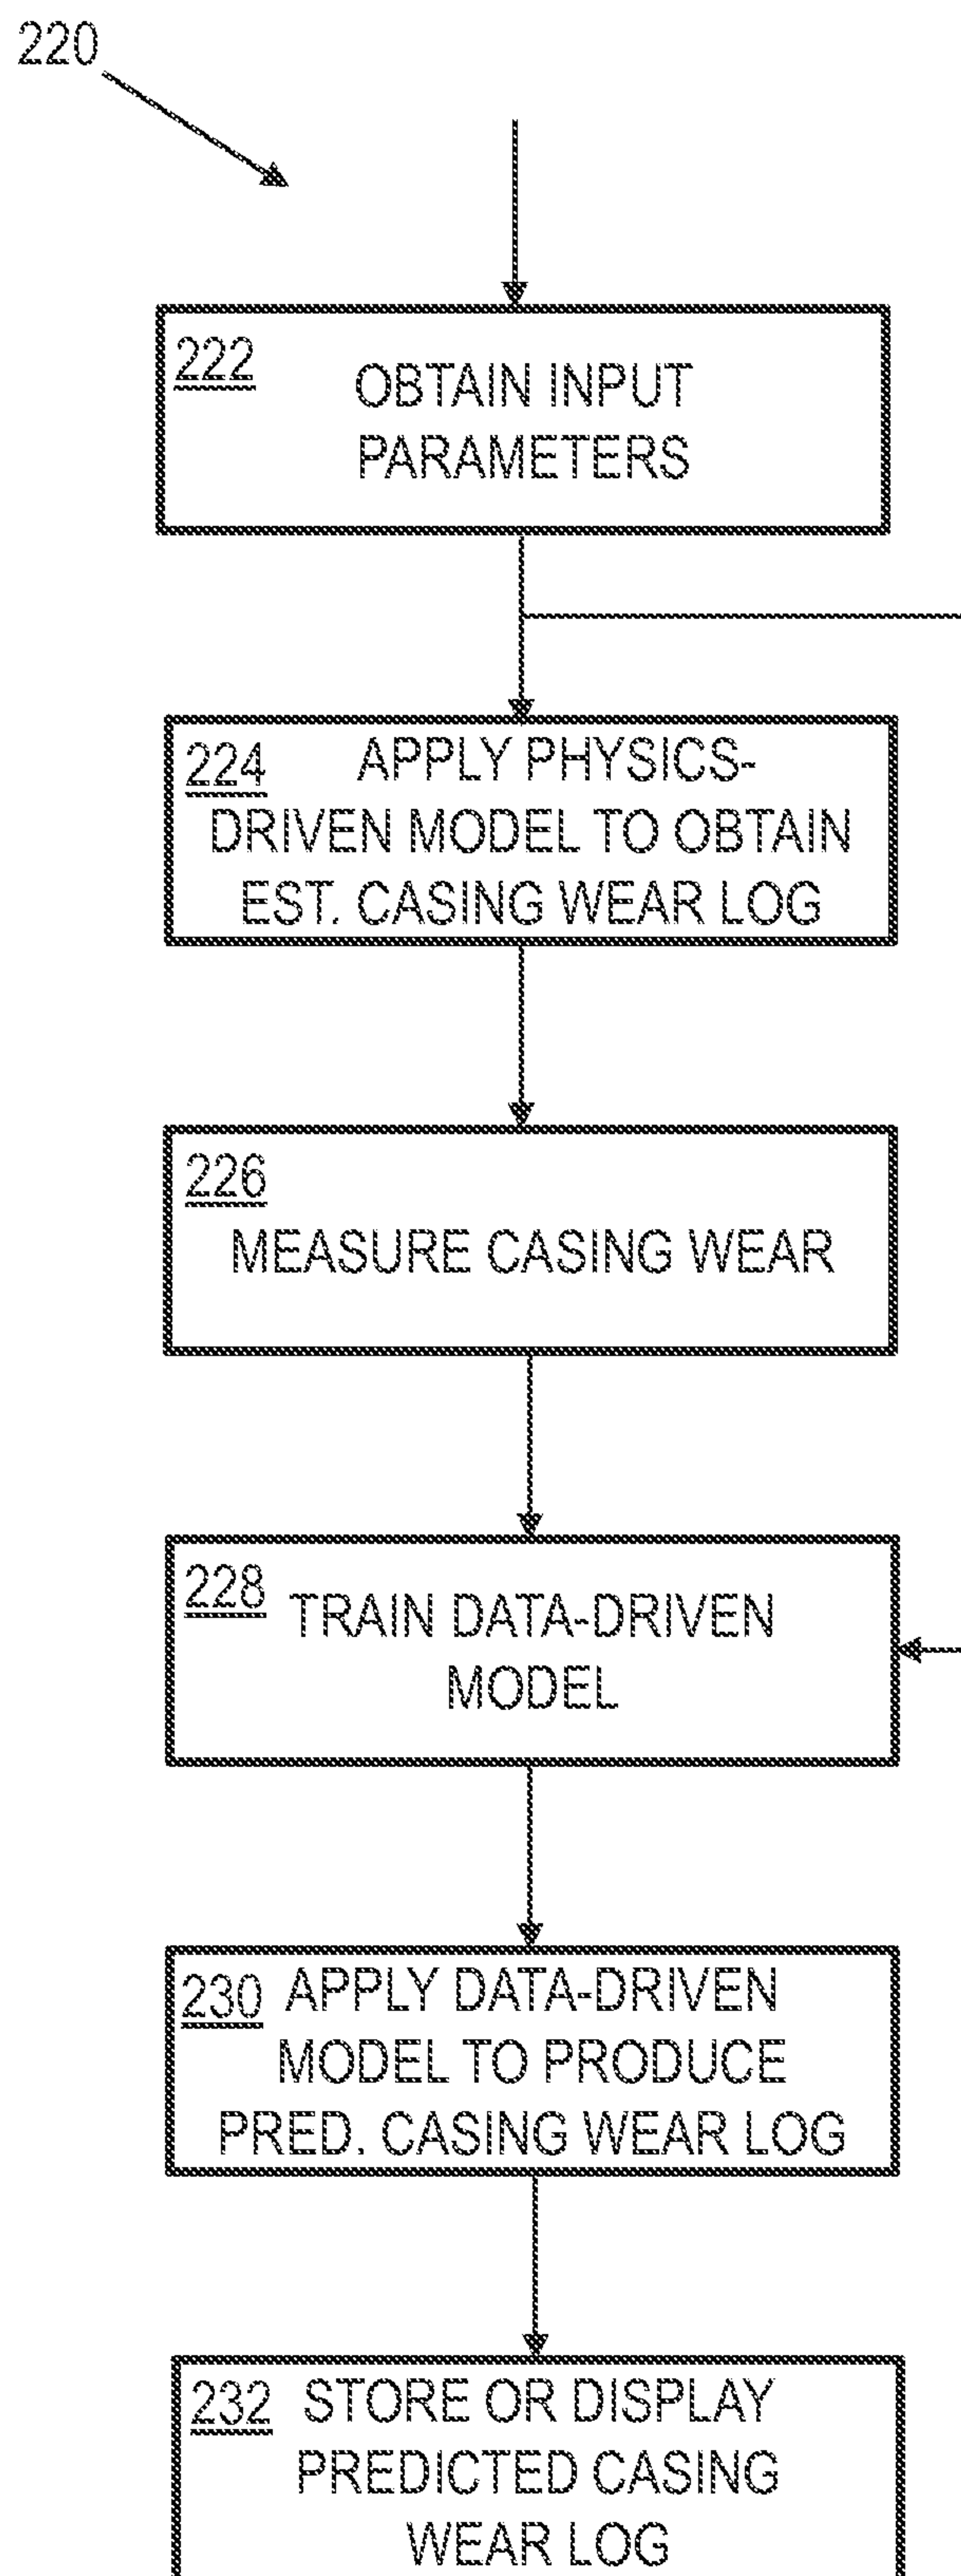 220
222
OBTAIN INPUT
PARAMETERS
224 APPLY PHYSICS-
DRIVEN MODEL TO OBTAIN
EST. CASING WEAR LOG
226
MEASURE CASING WEAR
228 TRAIN DATA-DRIVEN
MODEL
230 APPLY DATA-DRIVEN
MODEL TO PRODUCE
PRED. CASING WEAR LOG
232 STORE OR DISPLAY
PREDICTED CASING
WEAR LOG